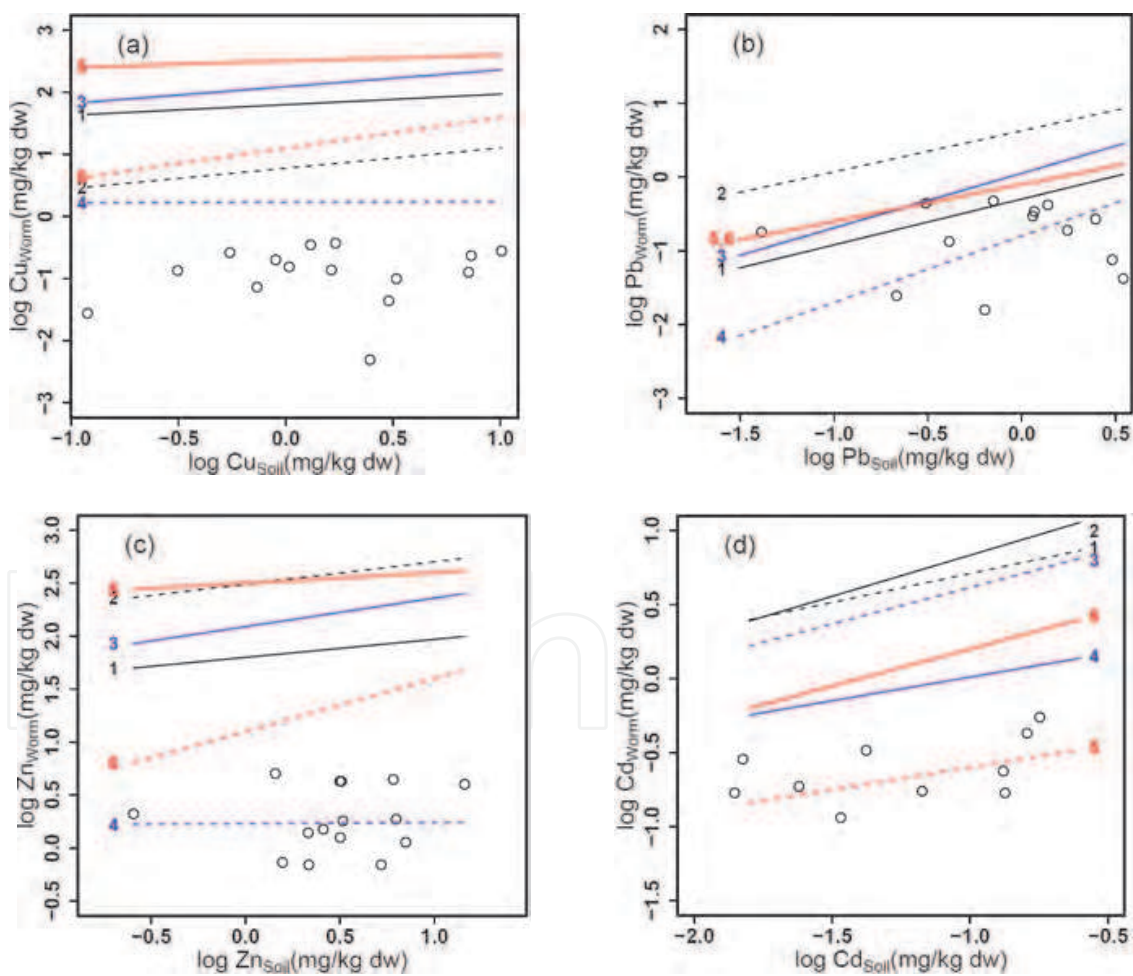 (a)
3
2
1
0
−1
−2
−3
log Cu_Worm(mg/kg dw)
3
1
2
4
−1.0 −0.5 0.0 0.5 1.0
log Cu_Soil(mg/kg dw)
(b)
2
1
0
−1
−2
−3
log Pb_Worm(mg/kg dw)
2
3
1
4
−1.5 −1.0 −0.5 0.0 0.5
log Pb_Soil(mg/kg dw)
(c)
3.0
2.5
2.0
1.5
1.0
0.5
0.0
−0.5
log Zn_Worm(mg/kg dw)
2
3
1
4
−0.5 0.0 0.5 1.0
log Zn_Soil(mg/kg dw)
(d)
1.0
0.5
0.0
−0.5
−1.0
−1.5
log Cd_Worm(mg/kg dw)
2
1
3
6
4
5
−2.0 −1.5 −1.0 −0.5
log Cd_Soil(mg/kg dw)